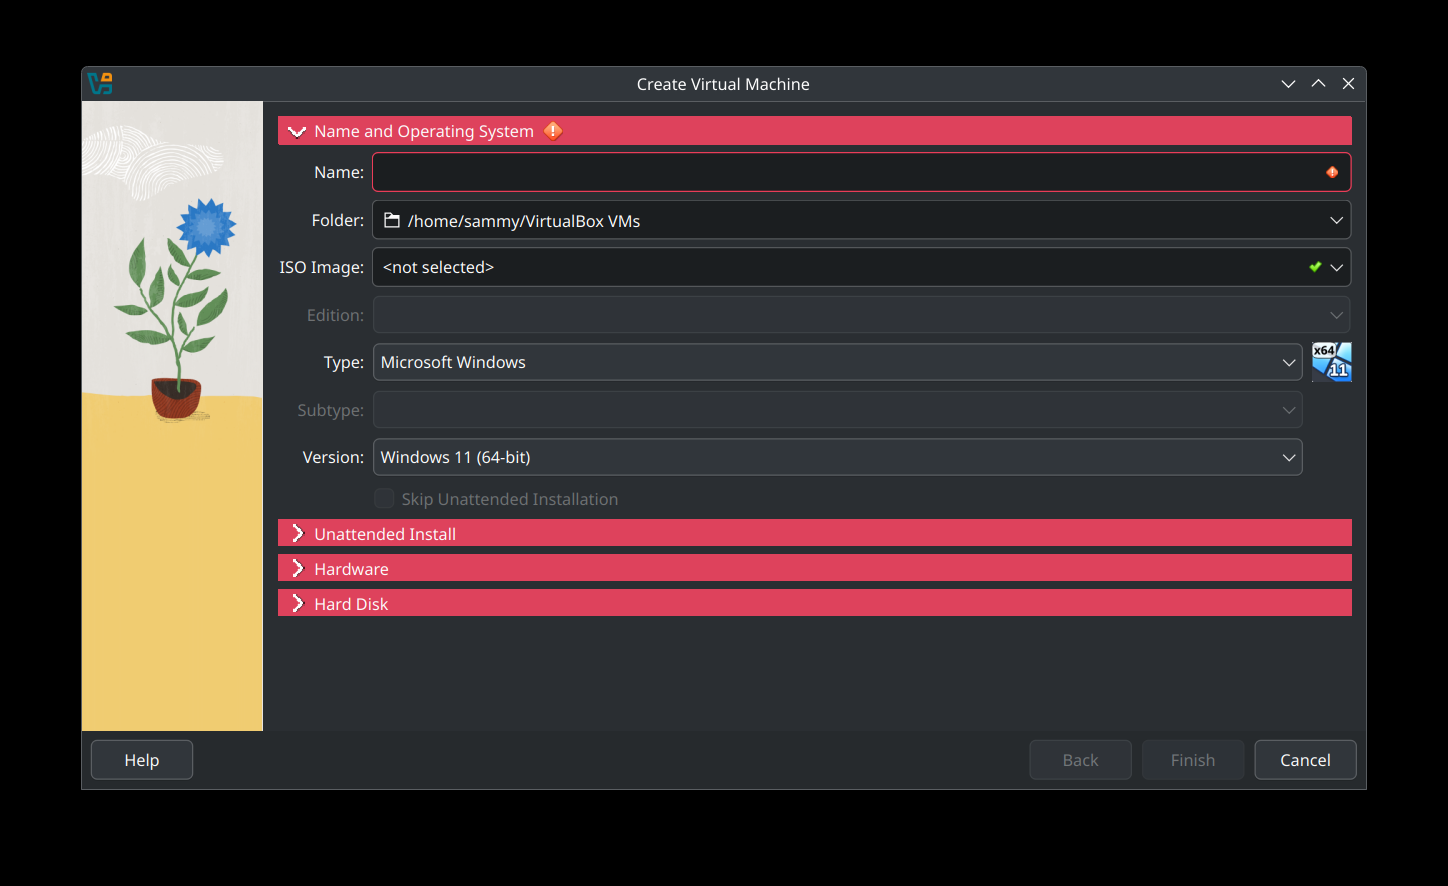 Create Virtual Machine
Name and Operating System
Name:
Folder: /home/sammy/VirtualBox VMs
ISO Image: <not selected>
Edition:
Type: Microsoft Windows
x64
11
Subtype:
Version: Windows 11 (64-bit)
Skip Unattended Installation
Unattended Install
Hardware
Hard Disk
Help Back Finish Cancel